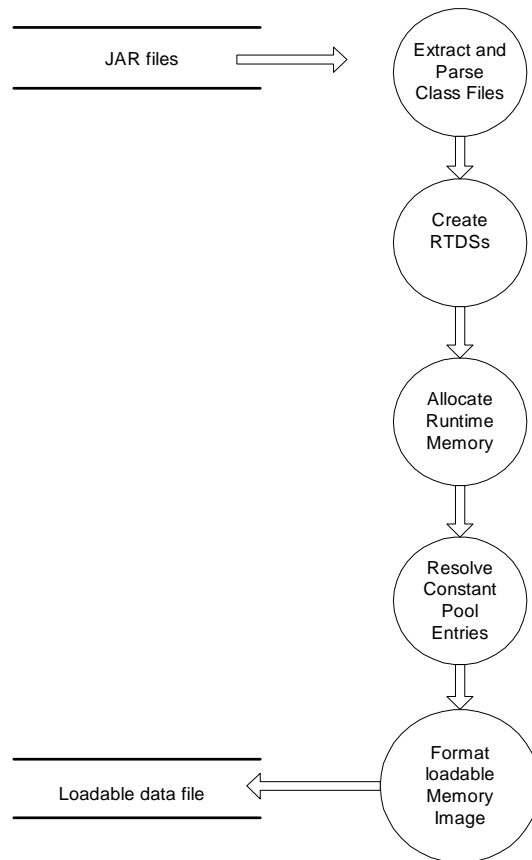 JAR files
Extract and
Parse
Class Files
Create
RTDSs
Allocate
Runtime
Memory
Resolve
Constant
Pool
Entries
Format
loadable
Memory
Image
Loadable data file